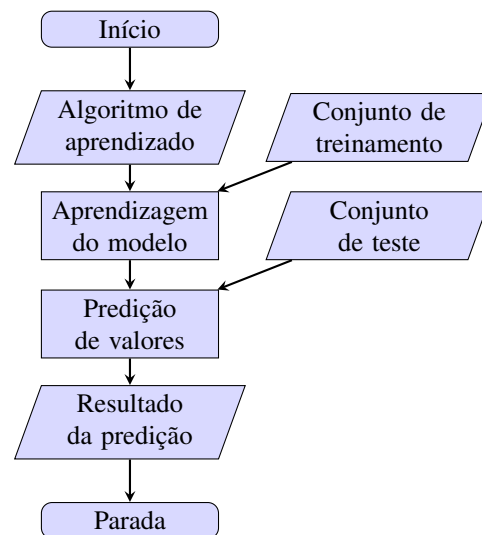 Início
Algoritmo de
aprendizado
Conjunto de
treinamento
Aprendizagem
do modelo
Conjunto
de teste
Predição
de valores
Resultado
da predição
Parada